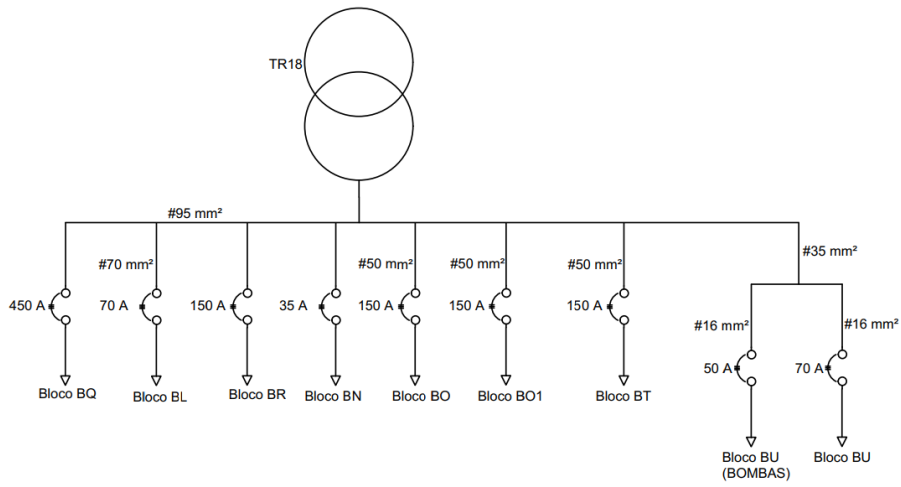 TR18
#95 mm²
#70 mm²
#50 mm²
#50 mm²
#50 mm²
#35 mm²
450 A
70 A
150 A
35 A
150 A
150 A
150 A
#16 mm²
#16 mm²
50 A
70 A
Bloco BQ
Bloco BL
Bloco BR
Bloco BN
Bloco BO
Bloco BO1
Bloco BT
Bloco BU
(BOMBAS)
Bloco BU